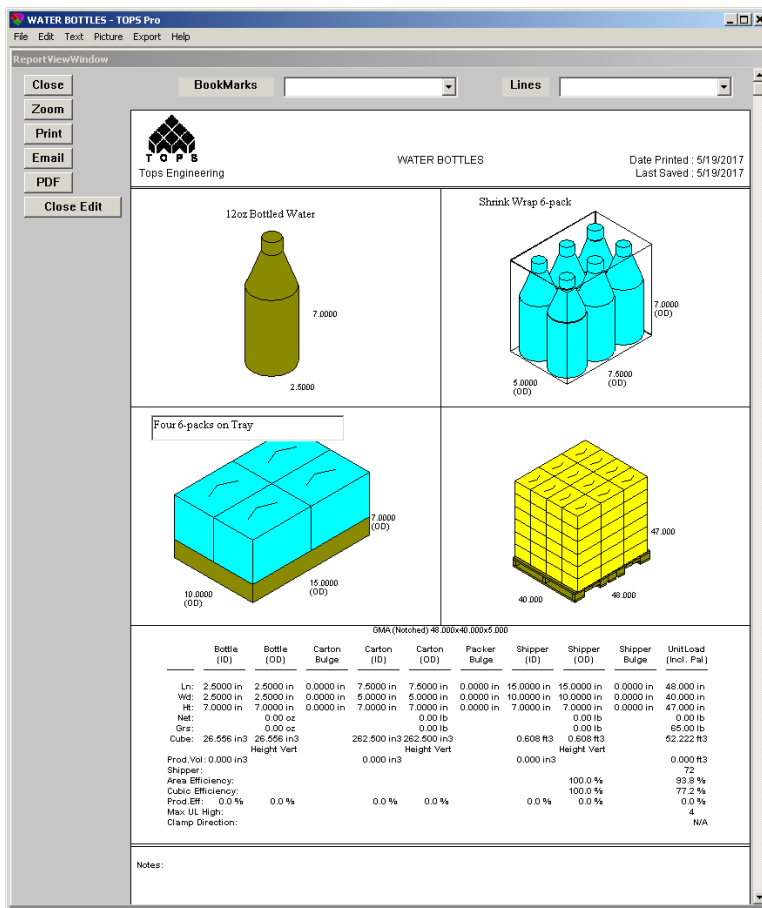 WATER BOTTLES - TOPS Pro
File Edit Text Picture Export Help
ReportViewWindow
Close BookMarks Lines
Zoom
Print
Email
PDF
Close Edit
TOPS
Tops Engineering
WATER BOTTLES
Date Printed : 5/19/2017
Last Saved : 5/19/2017
12oz Bottled Water
7.0000
2.5000
Shrink Wrap 6-pack
7.0000
(OD)
5.0000
(OD)
7.5000
(OD)
Four 6-packs on Tray
7.0000
(OD)
10.0000
(OD)
15.0000
(OD)
47.000
40.000
48.000
GMA (Notched) 48.000x40.000x5.000
Bottle Bottle Carton Carton Carton Packer Shipper Shipper Shipper UnitLoad
(ID) (OD) Bulge (ID) (OD) Bulge (ID) (OD) Bulge (Incl. Pal)
Ln: 2.5000 in 2.5000 in 0.0000 in 7.5000 in 7.5000 in 0.0000 in 15.0000 in 15.0000 in 0.0000 in 48.000 in
Wd: 2.5000 in 2.5000 in 0.0000 in 5.0000 in 5.0000 in 0.0000 in 10.0000 in 10.0000 in 0.0000 in 40.000 in
Ht: 7.0000 in 7.0000 in 0.0000 in 7.0000 in 7.0000 in 0.0000 in 7.0000 in 7.0000 in 0.0000 in 47.000 in
Net: 0.00 oz 0.00 lb 0.00 lb 0.00 lb
Grs: 0.00 oz 0.00 lb 0.00 lb 65.00 lb
Cube: 26.556 in3 26.556 in3 262.500 in3 262.500 in3 0.608 ft3 0.608 ft3 52.222 ft3
Height Vert Height Vert Height Vert
Prod.Vol: 0.000 in3 0.000 in3 0.000 in3 0.000 ft3
Shipper: 72
Area Efficiency: 100.0 % 93.8 %
Cubic Efficiency: 100.0 % 77.2 %
Prod.Eff: 0.0 % 0.0 % 0.0 % 0.0 % 0.0 % 0.0 % 0.0 %
Max UL High: 4
Clamp Direction: N/A
Notes: